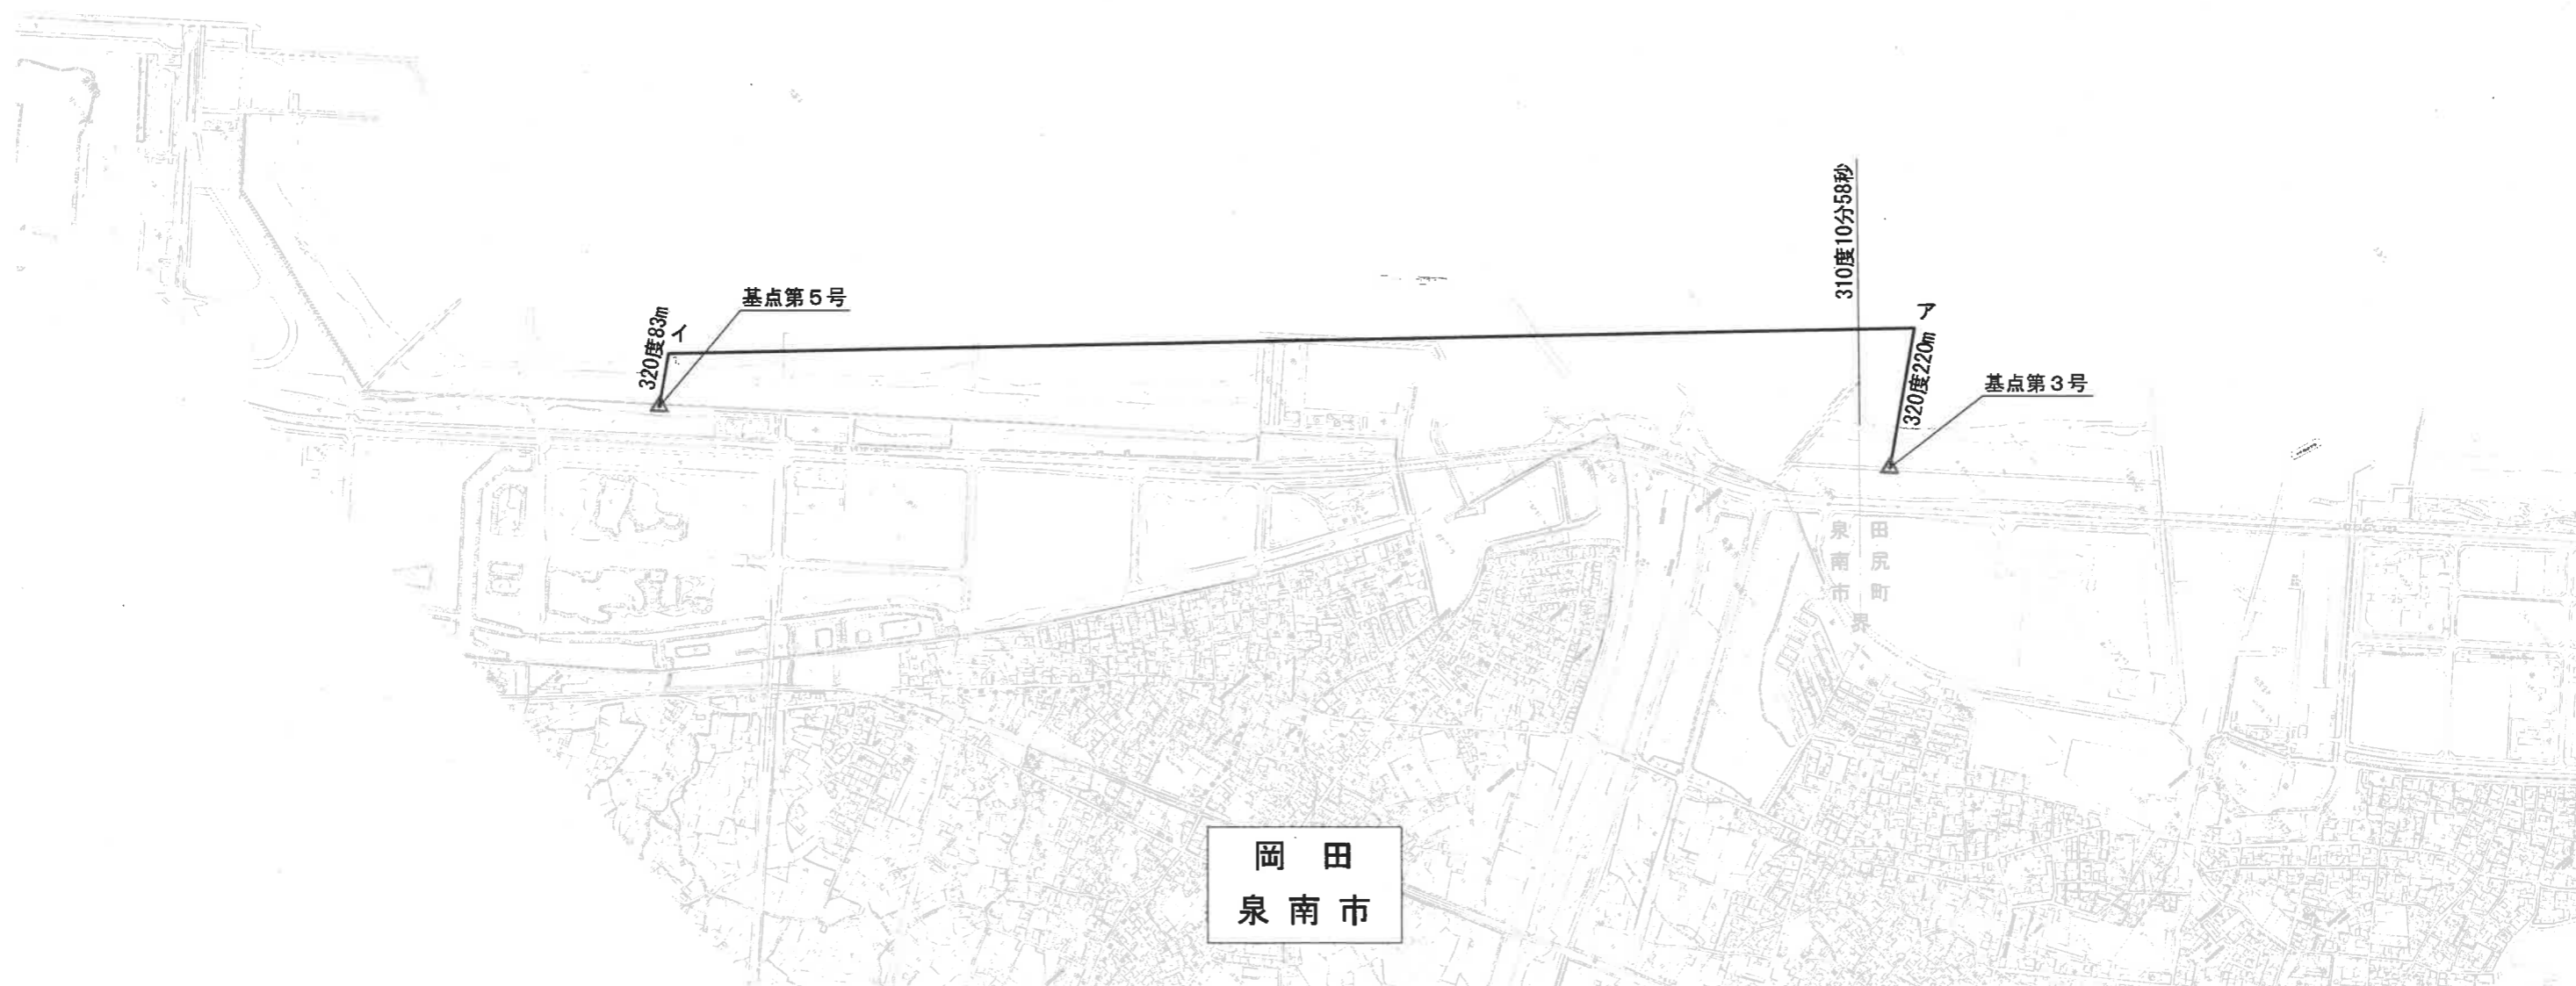 310度10分58秒
基点第5号
320度83m
イ
ア
320度220m
基点第3号
泉南市
田尻町
界
岡田
泉南市